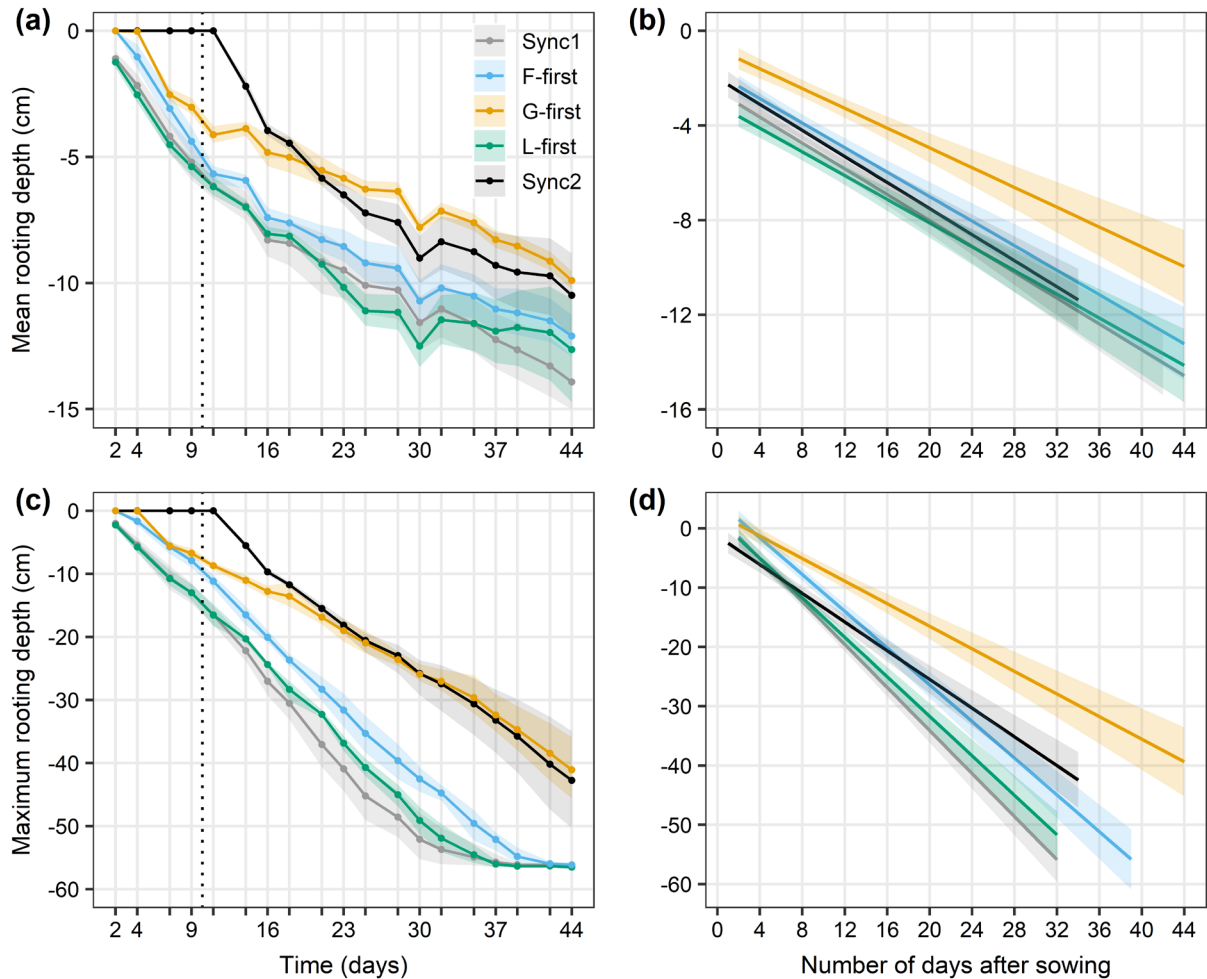 (a)
Mean rooting depth (cm)
0
-5
-10
-15
2 4 9 16 23 30 37 44
Sync1
F-first
G-first
L-first
Sync2
(b)
0
-4
-8
-12
-16
0 4 8 12 16 20 24 28 32 36 40 44
(c)
Maximum rooting depth (cm)
0
-10
-20
-30
-40
-50
-60
2 4 9 16 23 30 37 44
Time (days)
(d)
0
-10
-20
-30
-40
-50
-60
0 4 8 12 16 20 24 28 32 36 40 44
Number of days after sowing